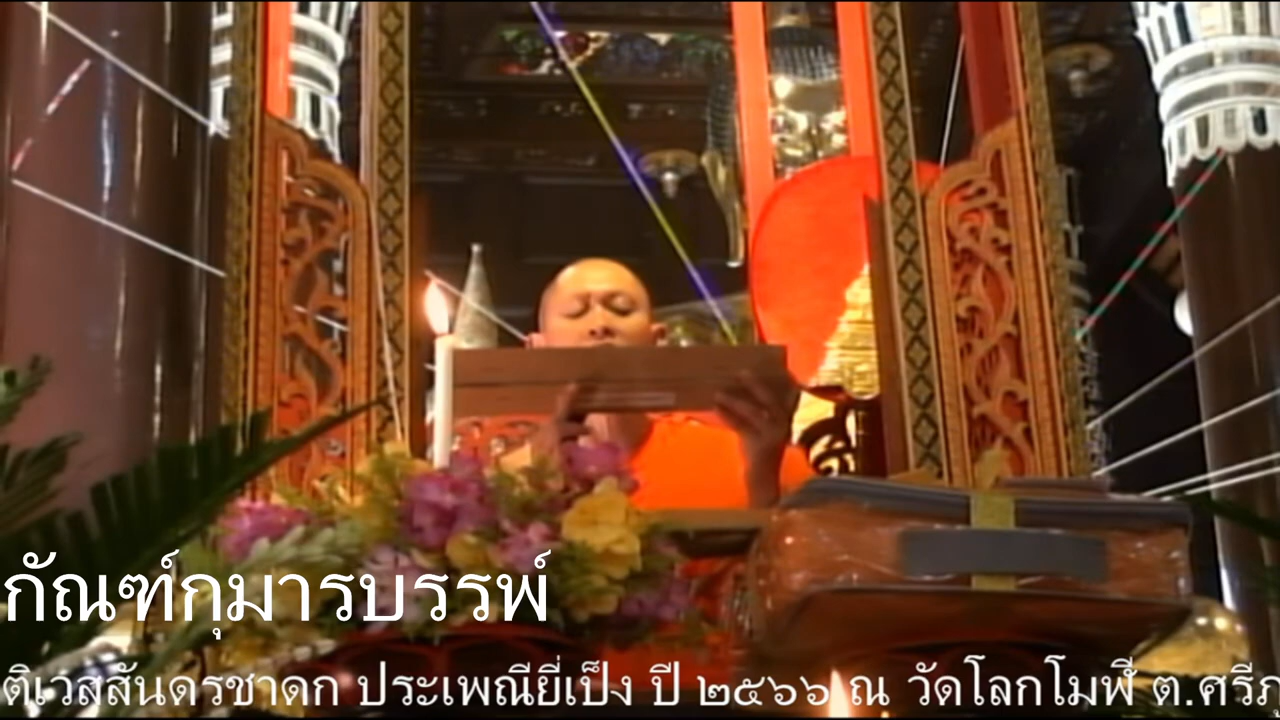 กัณฑ์กุมารบรรพ์
ติเวสสันดรชาดก ประเพณียี่เป็ง ปี ๒๕๖๖ ณ วัดโลกโมฬี ต.ศรีภู